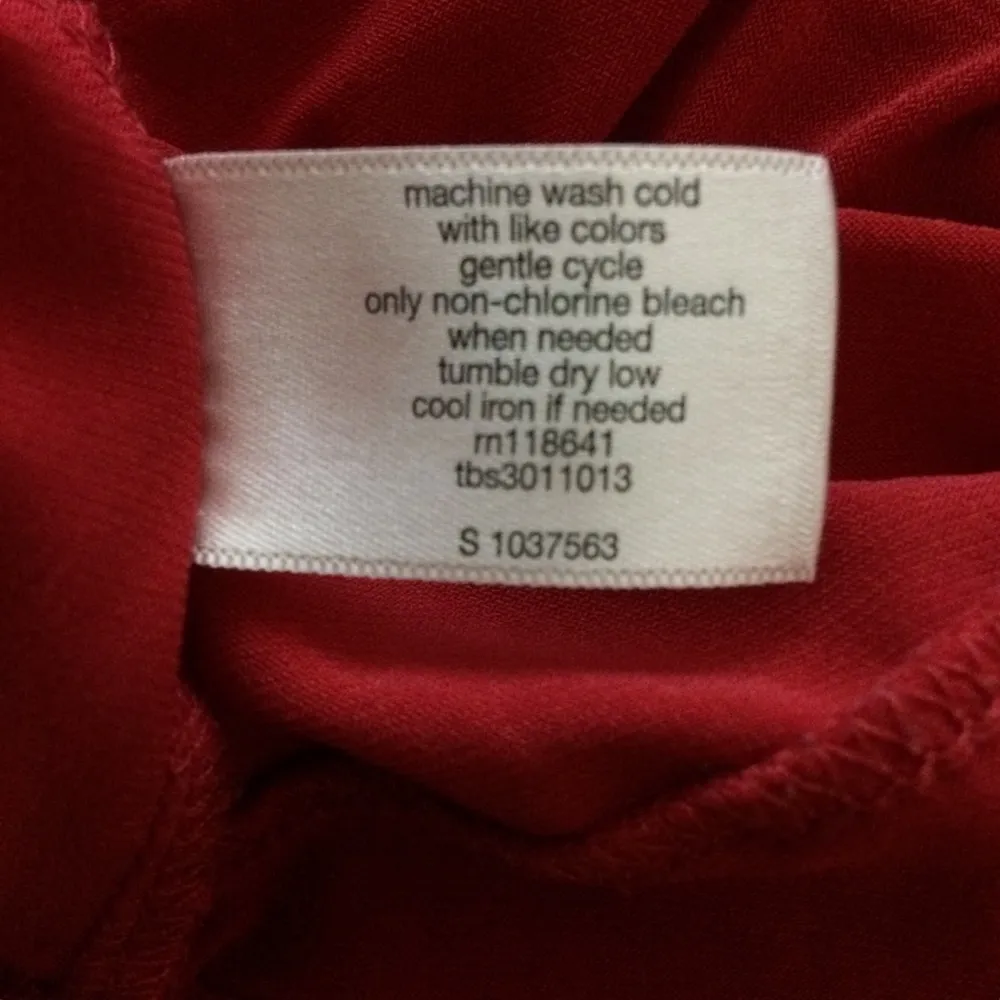 machine wash cold
with like colors
gentle cycle
only non-chlorine bleach
when needed
tumble dry low
cool iron if needed
rn118641
tbs3011013
S 1037563